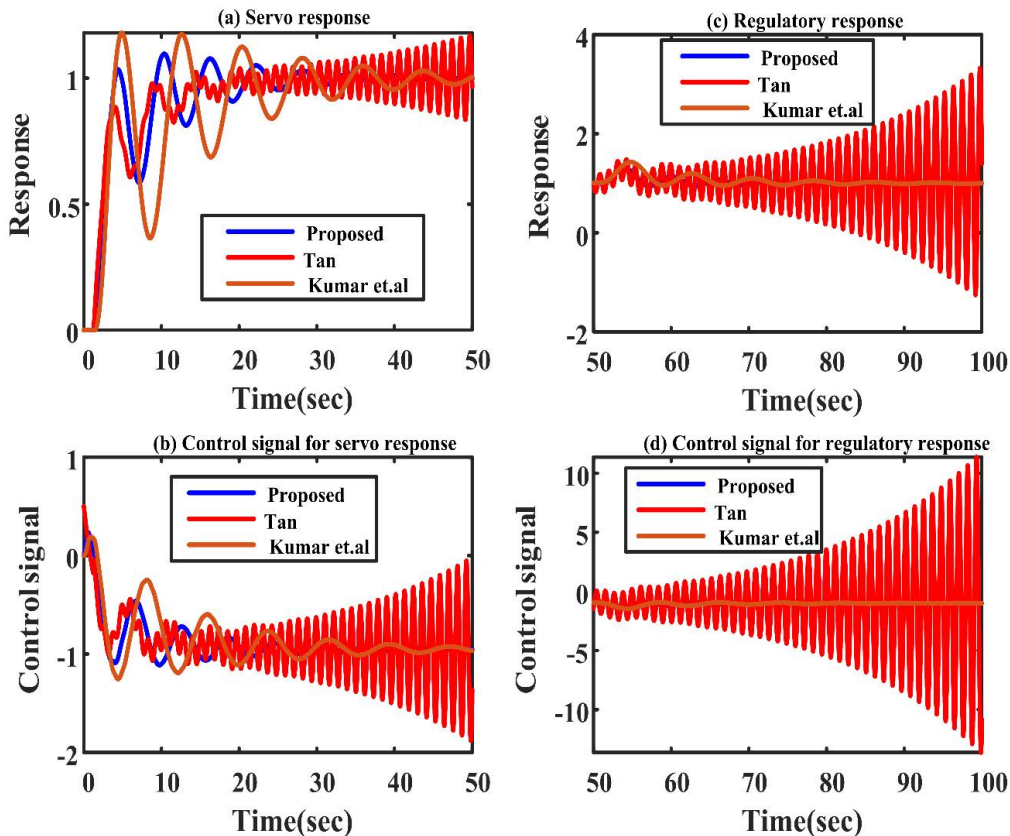 (a) Servo response
1
0.5
0
Response
Proposed
Tan
Kumar et.al
0 10 20 30 40 50
Time(sec)
(c) Regulatory response
4
2
0
-2
Response
Proposed
Tan
Kumar et.al
50 60 70 80 90 100
Time(sec)
(b) Control signal for servo response
1
0
-1
-2
Control signal
Proposed
Tan
Kumar et.al
0 10 20 30 40 50
Time(sec)
(d) Control signal for regulatory response
10
5
0
-5
-10
Control signal
Proposed
Tan
Kumar et.al
50 60 70 80 90 100
Time(sec)